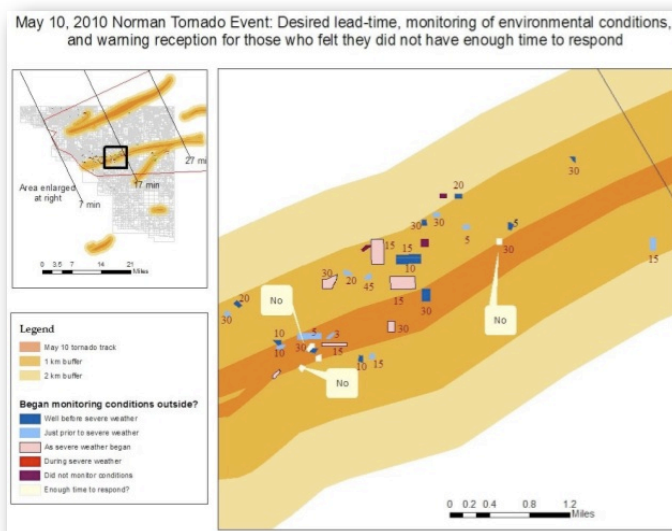 May 10, 2010 Norman Tornado Event: Desired lead-time, monitoring of environmental conditions,
and warning reception for those who felt they did not have enough time to respond
27 mi
Area enlarged
at right
17 min
7 min
0 3.5 7 14 21
Miles
Legend
May 10 tornado track
1 km buffer
2 km buffer
Began monitoring conditions outside?
Well before severe weather
Just prior to severe weather
As severe weather began
During severe weather
Did not monitor conditions
Enough time to respond?
30
20
30
30
5
5
30
15
15
10
30
20
45
15
20
30
No
No
30
10
5
3
10
30
15
10
15
No
0 0.2 0.4 0.8 1.2
Miles